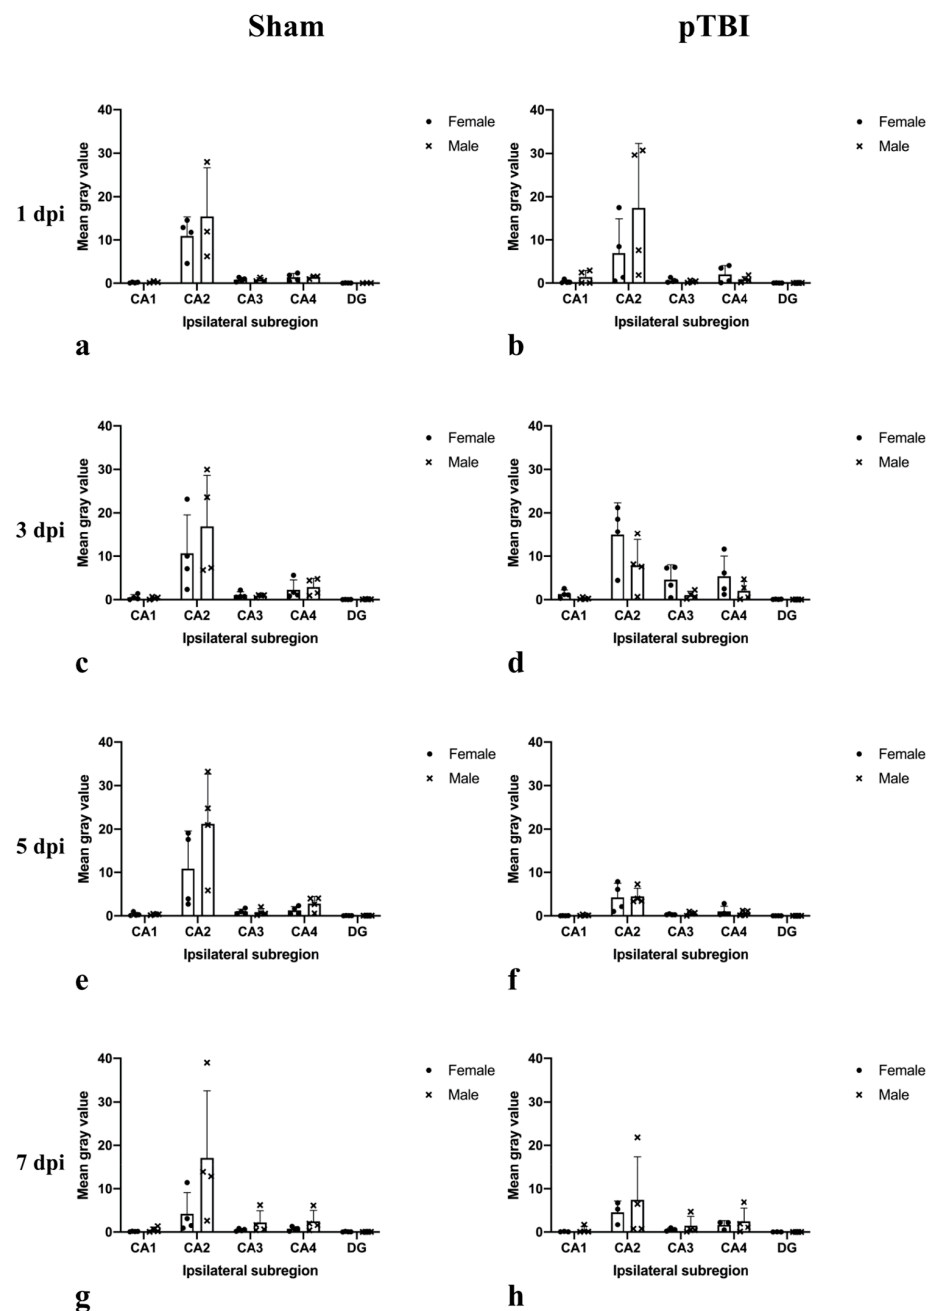 Sham
pTBI
1 dpi
Mean gray value
40
30
20
10
0
CA1 CA2 CA3 CA4 DG
Ipsilateral subregion
Female
Male
a
Mean gray value
40
30
20
10
0
CA1 CA2 CA3 CA4 DG
Ipsilateral subregion
Female
Male
b
3 dpi
Mean gray value
40
30
20
10
0
CA1 CA2 CA3 CA4 DG
Ipsilateral subregion
Female
Male
c
Mean gray value
40
30
20
10
0
CA1 CA2 CA3 CA4 DG
Ipsilateral subregion
Female
Male
d
5 dpi
Mean gray value
40
30
20
10
0
CA1 CA2 CA3 CA4 DG
Ipsilateral subregion
Female
Male
e
Mean gray value
40
30
20
10
0
CA1 CA2 CA3 CA4 DG
Ipsilateral subregion
Female
Male
f
7 dpi
Mean gray value
40
30
20
10
0
CA1 CA2 CA3 CA4 DG
Ipsilateral subregion
Female
Male
g
Mean gray value
40
30
20
10
0
CA1 CA2 CA3 CA4 DG
Ipsilateral subregion
Female
Male
h